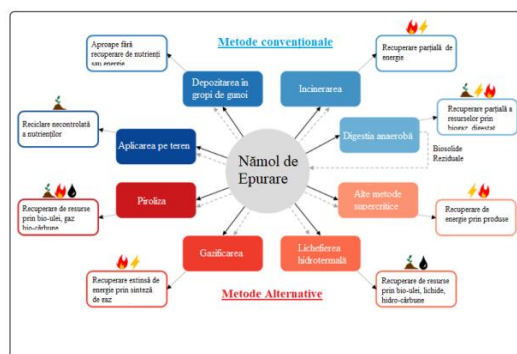 Metode convenționale
Aproape fără
recuperare de nutrienți
sau energie
Depozitarea în
gropi de gunoi
Incinerarea
Recuperare parțială de
energie
Reciclare necontrolată
a nutrienților
Aplicarea pe teren
Digestia anaerobă
Recuperare parțială a
resurselor prin
biogaz, digestat
Biosolide
Reziduale
Nămol de
Epurare
Recuperare de resurse
prin bio-ulei, gaz
bio-cărbune
Piroliza
Alte metode
supercritice
Recuperare de
energie prin produse
Gazificarea
Lichefierea
hidrotermală
Recuperare extinsă de
energie prin sinteză
de gaz
Recuperare de resurse
prin bio-ulei, lichide,
hidro-cărbune
Metode Alternative